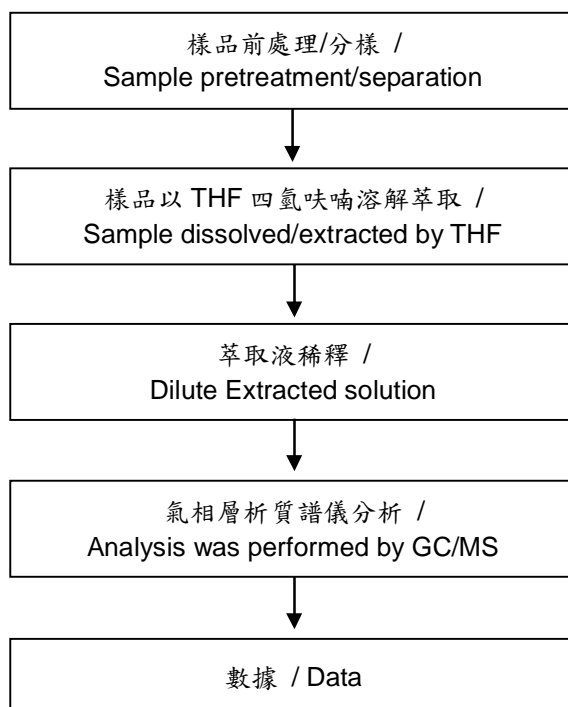 樣品前處理/分樣 /
Sample pretreatment/separation
樣品以 THF 四氫呋喃溶解萃取 /
Sample dissolved/extracted by THF
萃取液稀釋 /
Dilute Extracted solution
氣相層析質譜儀分析 /
Analysis was performed by GC/MS
數據 / Data